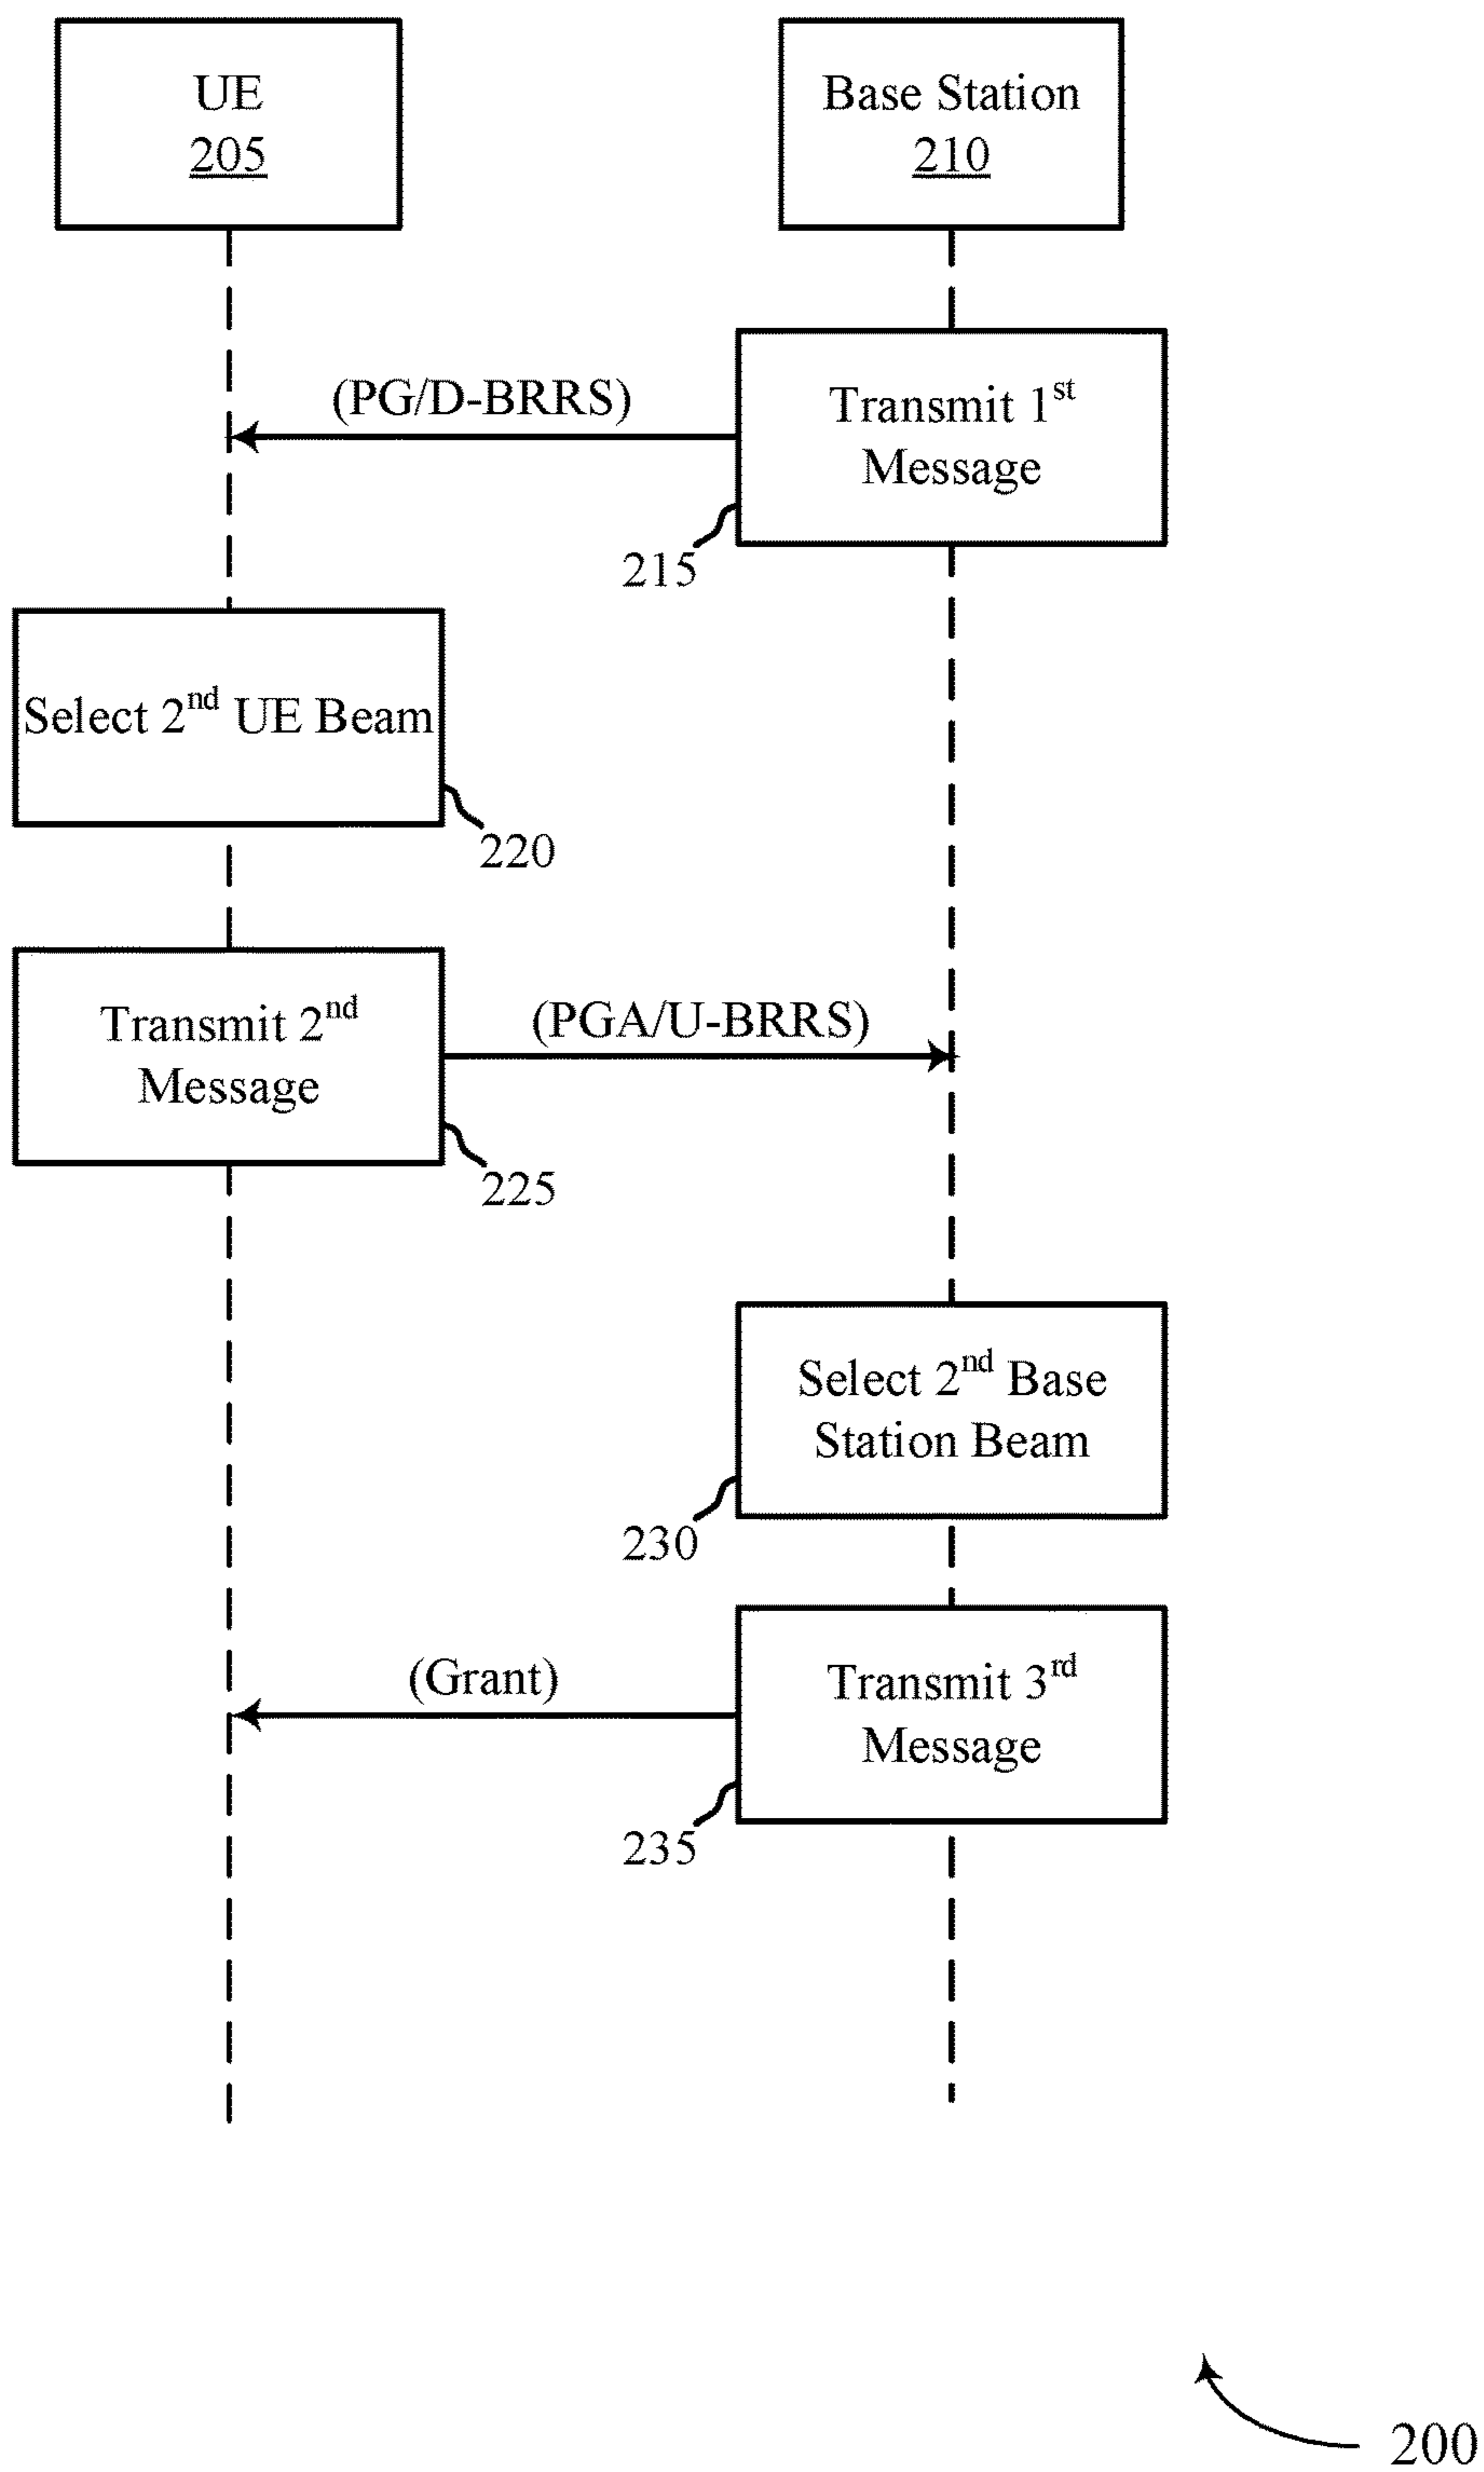 UE
205
Base Station
210
(PG/D-BRRS)
Transmit 1st
Message
215
Select 2nd UE Beam
220
Transmit 2nd
Message
(PGA/U-BRRS)
225
Select 2nd Base
Station Beam
230
(Grant)
Transmit 3rd
Message
235
200